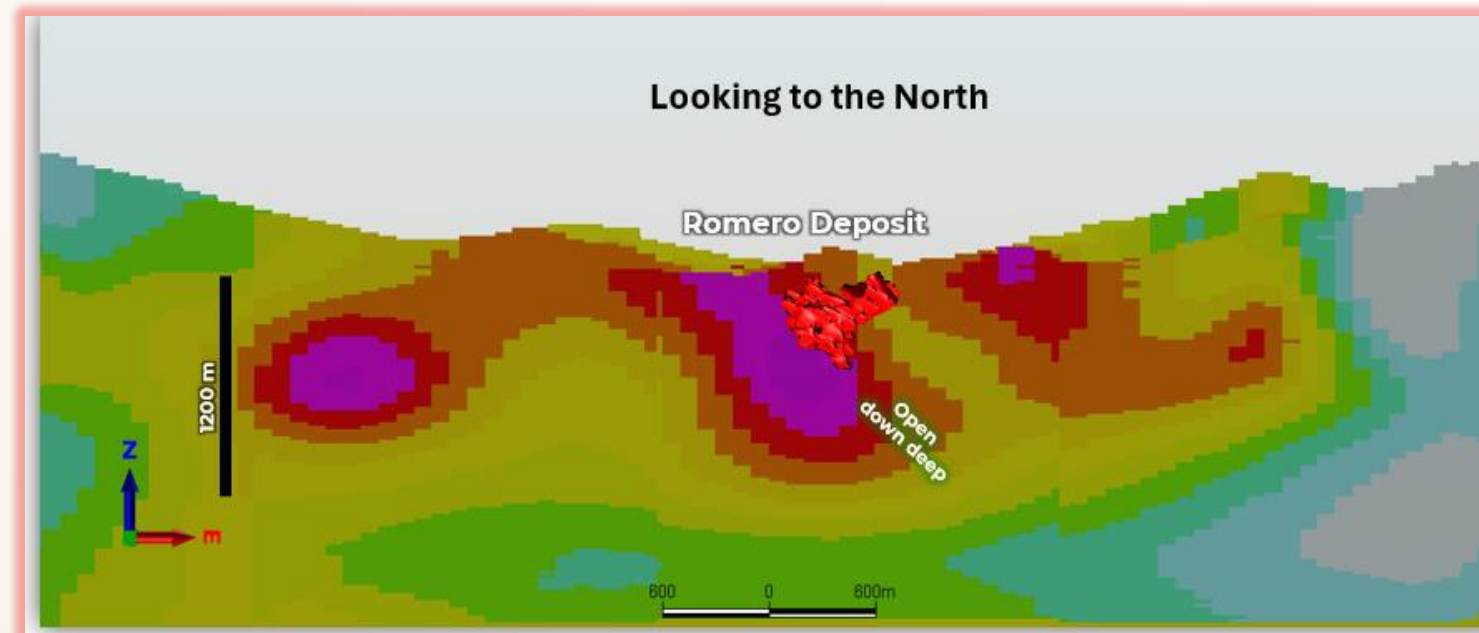 Looking to the North
Romero Deposit
1200 m
Open
down deep
Z
E
600 0 600m